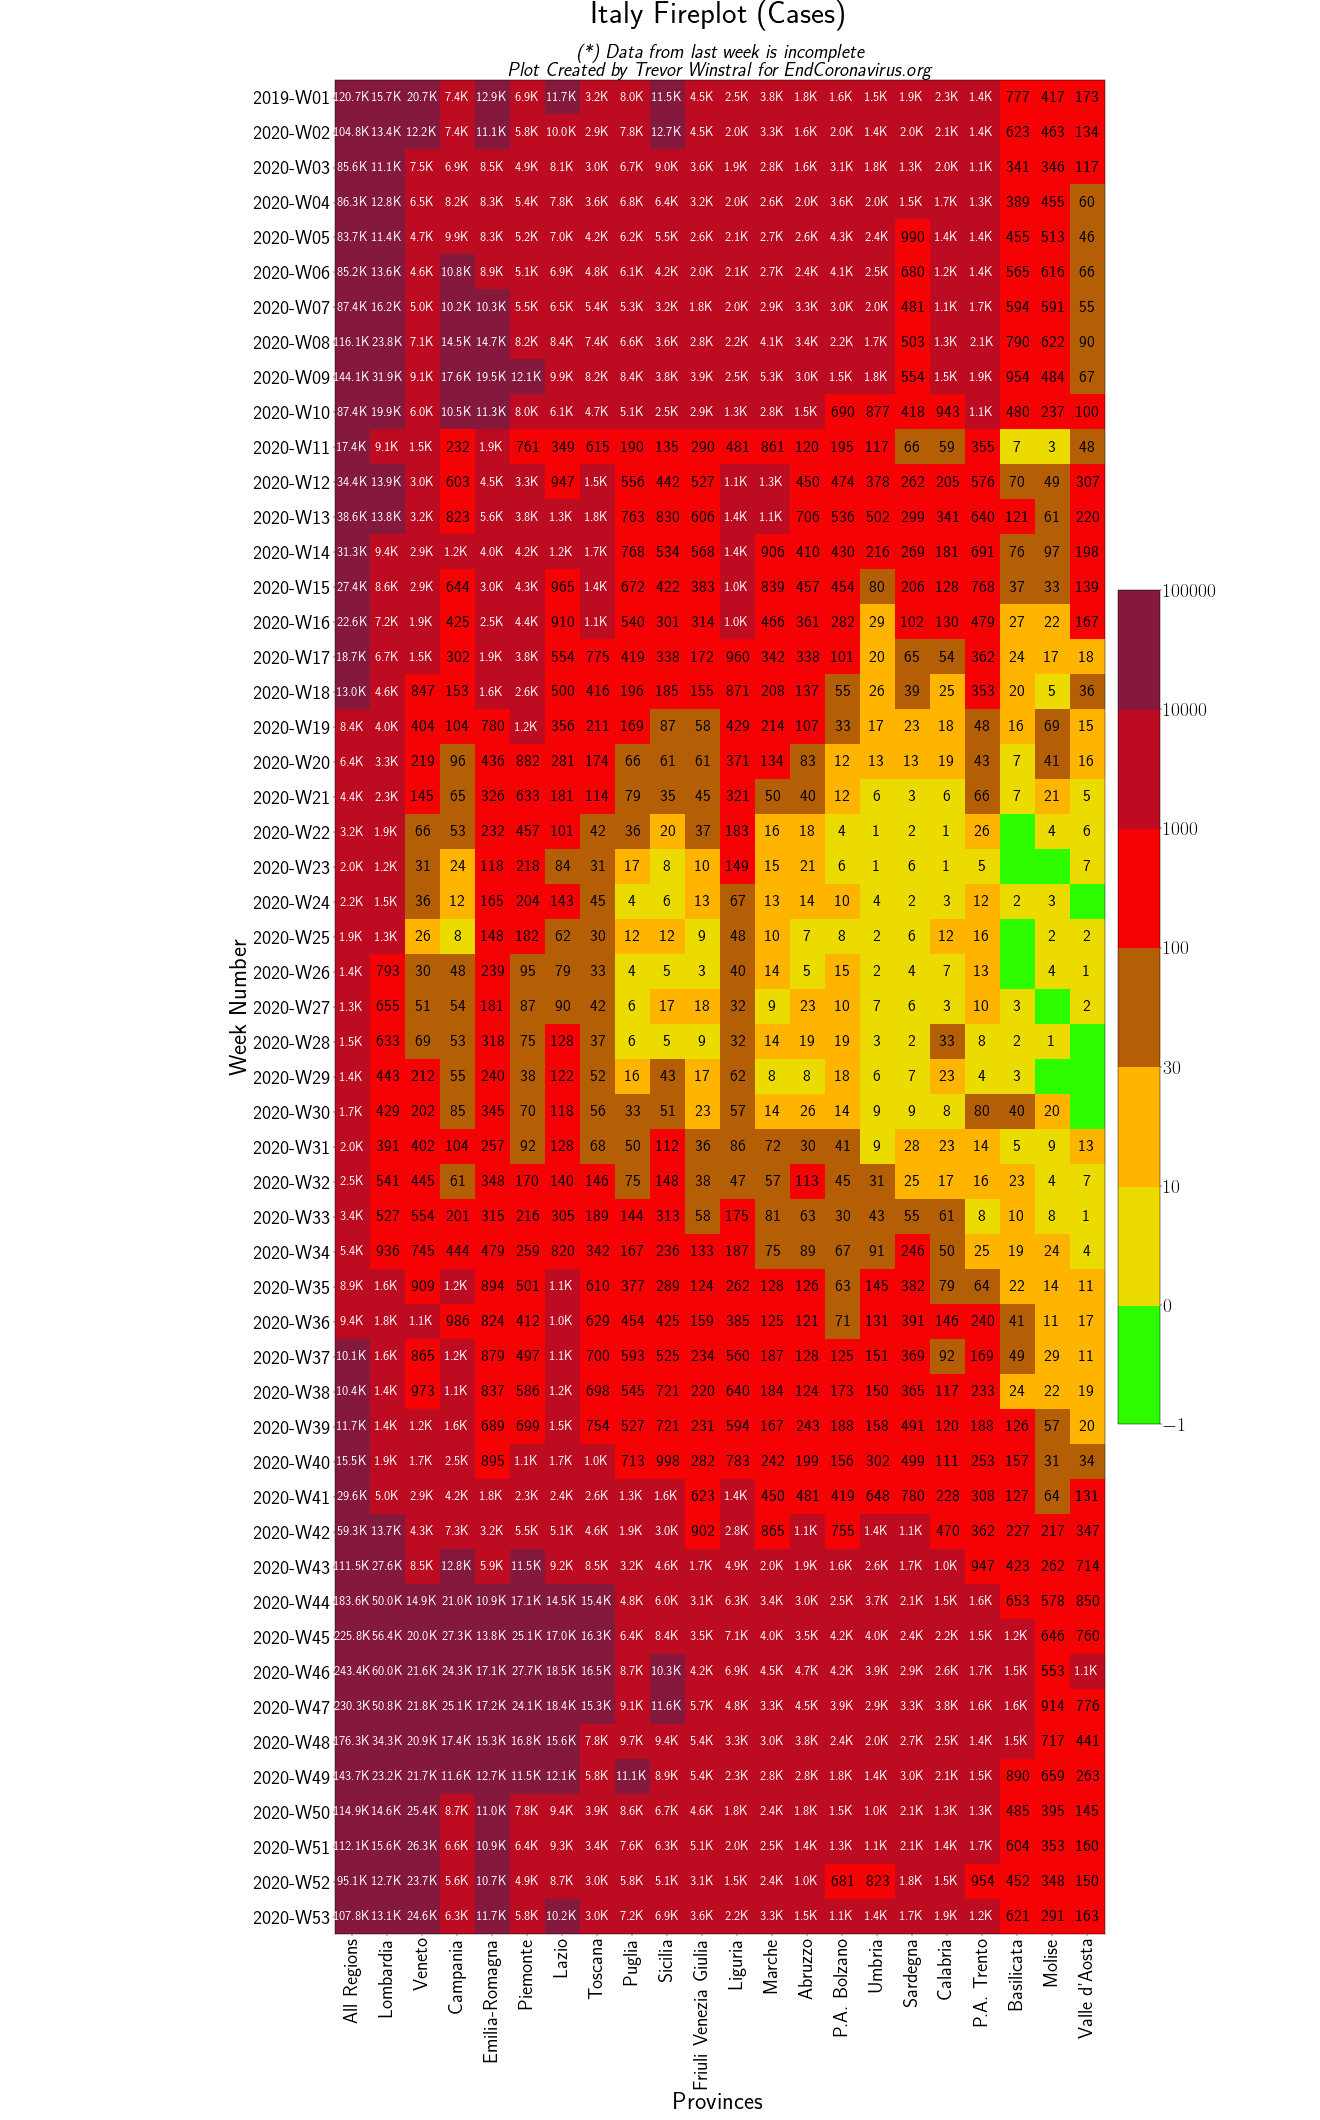 Italy Fireplot (Cases)
(*) Data from last week is incomplete
Plot Created by Trevor Winstral for EndCoronavirus.org
2019-W01 120.7K 15.7K 20.7K 7.4K 12.9K 6.9K 11.7K 3.2K 8.0K 11.5K 4.5K 2.5K 3.8K 1.8K 1.6K 1.5K 1.9K 2.3K 1.4K 777 417 173
2020-W02 104.8K 13.4K 12.2K 7.4K 11.1K 5.8K 10.0K 2.9K 7.8K 12.7K 4.5K 2.0K 3.3K 1.6K 2.0K 1.4K 2.0K 2.1K 1.4K 623 463 134
2020-W03 85.6K 11.1K 7.5K 6.9K 8.5K 4.9K 8.1K 3.0K 6.7K 9.0K 3.6K 1.9K 2.8K 1.6K 3.1K 1.8K 1.3K 2.0K 1.1K 341 346 117
2020-W04 86.3K 12.8K 6.5K 8.2K 8.3K 5.4K 7.8K 3.6K 6.8K 6.4K 3.2K 2.0K 2.6K 2.0K 3.6K 2.0K 1.5K 1.7K 1.3K 389 455 60
2020-W05 83.7K 11.4K 4.7K 9.9K 8.3K 5.2K 7.0K 4.2K 6.2K 5.5K 2.6K 2.1K 2.7K 2.6K 4.3K 2.4K 990 1.4K 1.4K 455 513 46
2020-W06 85.2K 13.6K 4.6K 10.8K 8.9K 5.1K 6.9K 4.8K 6.1K 4.2K 2.0K 2.1K 2.7K 2.4K 4.1K 2.5K 680 1.2K 1.4K 565 616 66
2020-W07 87.4K 16.2K 5.0K 10.2K 10.3K 5.5K 6.5K 5.4K 5.3K 3.2K 1.8K 2.0K 2.9K 3.3K 3.0K 2.0K 481 1.1K 1.7K 594 591 55
2020-W08 116.1K 23.8K 7.1K 14.5K 14.7K 8.2K 8.4K 7.4K 6.6K 3.6K 2.8K 2.2K 4.1K 3.4K 2.2K 1.7K 503 1.3K 2.1K 790 622 90
2020-W09 144.1K 31.9K 9.1K 17.6K 19.5K 12.1K 9.9K 8.2K 8.4K 3.8K 3.9K 2.5K 5.3K 3.0K 1.5K 1.8K 554 1.5K 1.9K 954 484 67
2020-W10 87.4K 19.9K 6.0K 10.5K 11.3K 8.0K 6.1K 4.7K 5.1K 2.5K 2.9K 1.3K 2.8K 1.5K 690 877 418 943 1.1K 480 237 100
2020-W11 17.4K 9.1K 1.5K 232 1.9K 761 349 615 190 135 290 481 861 120 195 117 66 59 355 7 3 48
2020-W12 34.4K 13.9K 3.0K 603 4.5K 3.3K 947 1.5K 556 442 527 1.1K 1.3K 450 474 378 262 205 576 70 49 307
2020-W13 38.6K 13.8K 3.2K 823 5.6K 3.8K 1.3K 1.8K 763 830 606 1.4K 1.1K 706 536 502 299 341 640 121 61 220
2020-W14 31.3K 9.4K 2.9K 1.2K 4.0K 4.2K 1.2K 1.7K 768 534 568 1.4K 906 410 430 216 269 181 691 76 97 198
2020-W15 27.4K 8.6K 2.9K 644 3.0K 4.3K 965 1.4K 672 422 383 1.0K 839 457 454 80 206 128 768 37 33 139
2020-W16 22.6K 7.2K 1.9K 425 2.5K 4.4K 910 1.1K 540 301 314 1.0K 466 361 282 29 102 130 479 27 22 167
2020-W17 18.7K 6.7K 1.5K 302 1.9K 3.8K 554 775 419 338 172 960 342 338 101 20 65 54 362 24 17 18
2020-W18 13.0K 4.6K 847 153 1.6K 2.6K 500 416 196 185 155 871 208 137 55 26 39 25 353 20 5 36
2020-W19 8.4K 4.0K 404 104 780 1.2K 356 211 169 87 58 429 214 107 33 17 23 18 48 16 69 15
2020-W20 6.4K 3.3K 219 96 436 882 281 174 66 61 61 371 134 83 12 13 13 19 43 7 41 16
2020-W21 4.4K 2.3K 145 65 326 633 181 114 79 35 45 321 50 40 12 6 3 6 66 7 21 5
2020-W22 3.2K 1.9K 66 53 232 457 101 42 36 20 37 183 16 18 4 1 2 1 26 4 6
2020-W23 2.0K 1.2K 31 24 118 218 84 31 17 8 10 149 15 21 6 1 6 1 5 7
2020-W24 2.2K 1.5K 36 12 165 204 143 45 4 6 13 67 13 14 10 4 2 3 12 2 3
2020-W25 1.9K 1.3K 26 8 148 182 62 30 12 12 9 48 10 7 8 2 6 12 16 2 2
2020-W26 1.4K 793 30 48 239 95 79 33 4 5 3 40 14 5 15 2 4 7 13 4 1
2020-W27 1.3K 655 51 54 181 87 90 42 6 17 18 32 9 23 10 7 6 3 10 3 2
2020-W28 1.5K 633 69 53 318 75 128 37 6 5 9 32 14 19 19 3 2 33 8 2 1
2020-W29 1.4K 443 212 55 240 38 122 52 16 43 17 62 8 8 18 6 7 23 4 3
2020-W30 1.7K 429 202 85 345 70 118 56 33 51 23 57 14 26 14 9 9 8 80 40 20
2020-W31 2.0K 391 402 104 257 92 128 68 50 112 36 86 72 30 41 9 28 23 14 5 9 13
2020-W32 2.5K 541 445 61 348 170 140 146 75 148 38 47 57 113 45 31 25 17 16 23 4 7
2020-W33 3.4K 527 554 201 315 216 305 189 144 313 58 175 81 63 30 43 55 61 8 10 8 1
2020-W34 5.4K 936 745 444 479 259 820 342 167 236 133 187 75 89 67 91 246 50 25 19 24 4
2020-W35 8.9K 1.6K 909 1.2K 894 501 1.1K 610 377 289 124 262 128 126 63 145 382 79 64 22 14 11
2020-W36 9.4K 1.8K 1.1K 986 824 412 1.0K 629 454 425 159 385 125 121 71 131 391 146 240 41 11 17
2020-W37 10.1K 1.6K 865 1.2K 879 497 1.1K 700 593 525 234 560 187 128 125 151 369 92 169 49 29 11
2020-W38 10.4K 1.4K 973 1.1K 837 586 1.2K 698 545 721 220 640 184 124 173 150 365 117 233 24 22 19
2020-W39 11.7K 1.4K 1.2K 1.6K 689 699 1.5K 754 527 721 231 594 167 243 188 158 491 120 188 126 57 20
2020-W40 15.5K 1.9K 1.7K 2.5K 895 1.1K 1.7K 1.0K 713 998 282 783 242 199 156 302 499 111 253 157 31 34
2020-W41 29.6K 5.0K 2.9K 4.2K 1.8K 2.3K 2.4K 2.6K 1.3K 1.6K 623 1.4K 450 481 419 648 780 228 308 127 64 131
2020-W42 59.3K 13.7K 4.3K 7.3K 3.2K 5.5K 5.1K 4.6K 1.9K 3.0K 902 2.8K 865 1.1K 755 1.4K 1.1K 470 362 227 217 347
2020-W43 111.5K 27.6K 8.5K 12.8K 5.9K 11.5K 9.2K 8.5K 3.2K 4.6K 1.7K 4.9K 2.0K 1.9K 1.6K 2.6K 1.7K 1.0K 947 423 262 714
2020-W44 183.6K 50.0K 14.9K 21.0K 10.9K 17.1K 14.5K 15.4K 4.8K 6.0K 3.1K 6.3K 3.4K 3.0K 2.5K 3.7K 2.1K 1.5K 1.6K 653 578 850
2020-W45 225.8K 56.4K 20.0K 27.3K 13.8K 25.1K 17.0K 16.3K 6.4K 8.4K 3.5K 7.1K 4.0K 3.5K 4.2K 4.0K 2.4K 2.2K 1.5K 1.2K 646 760
2020-W46 243.4K 60.0K 21.6K 24.3K 17.1K 27.7K 18.5K 16.5K 8.7K 10.3K 4.2K 6.9K 4.5K 4.7K 4.2K 3.9K 2.9K 2.6K 1.7K 1.5K 553 1.1K
2020-W47 230.3K 50.8K 21.8K 25.1K 17.2K 24.1K 18.4K 15.3K 9.1K 11.6K 5.7K 4.8K 3.3K 4.5K 3.9K 2.9K 3.3K 3.8K 1.6K 1.6K 914 776
2020-W48 176.3K 34.3K 20.9K 17.4K 15.3K 16.8K 15.6K 7.8K 9.7K 9.4K 5.4K 3.3K 3.0K 3.8K 2.4K 2.0K 2.7K 2.5K 1.4K 1.5K 717 441
2020-W49 143.7K 23.2K 21.7K 11.6K 12.7K 11.5K 12.1K 5.8K 11.1K 8.9K 5.4K 2.3K 2.8K 2.8K 1.8K 1.4K 3.0K 2.1K 1.5K 890 659 263
2020-W50 114.9K 14.6K 25.4K 8.7K 11.0K 7.8K 9.4K 3.9K 8.6K 6.7K 4.6K 1.8K 2.4K 1.8K 1.5K 1.0K 2.1K 1.3K 1.3K 485 395 145
2020-W51 112.1K 15.6K 26.3K 6.6K 10.9K 6.4K 9.3K 3.4K 7.6K 6.3K 5.1K 2.0K 2.5K 1.4K 1.3K 1.1K 2.1K 1.4K 1.7K 604 353 160
2020-W52 95.1K 12.7K 23.7K 5.6K 10.7K 4.9K 8.7K 3.0K 5.8K 5.1K 3.1K 1.5K 2.4K 1.0K 681 823 1.8K 1.5K 954 452 348 150
2020-W53 107.8K 13.1K 24.6K 6.3K 11.7K 5.8K 10.2K 3.0K 7.2K 6.9K 3.6K 2.2K 3.3K 1.5K 1.1K 1.4K 1.7K 1.9K 1.2K 621 291 163
Week Number
All Regions
Lombardia
Veneto
Campania
Emilia-Romagna
Piemonte
Lazio
Toscana
Puglia
Sicilia
Friuli Venezia Giulia
Liguria
Marche
Abruzzo
P.A. Bolzano
Umbria
Sardegna
Calabria
P.A. Trento
Basilicata
Molise
Valle d'Aosta
Provinces
100000
10000
1000
100
30
10
0
−1